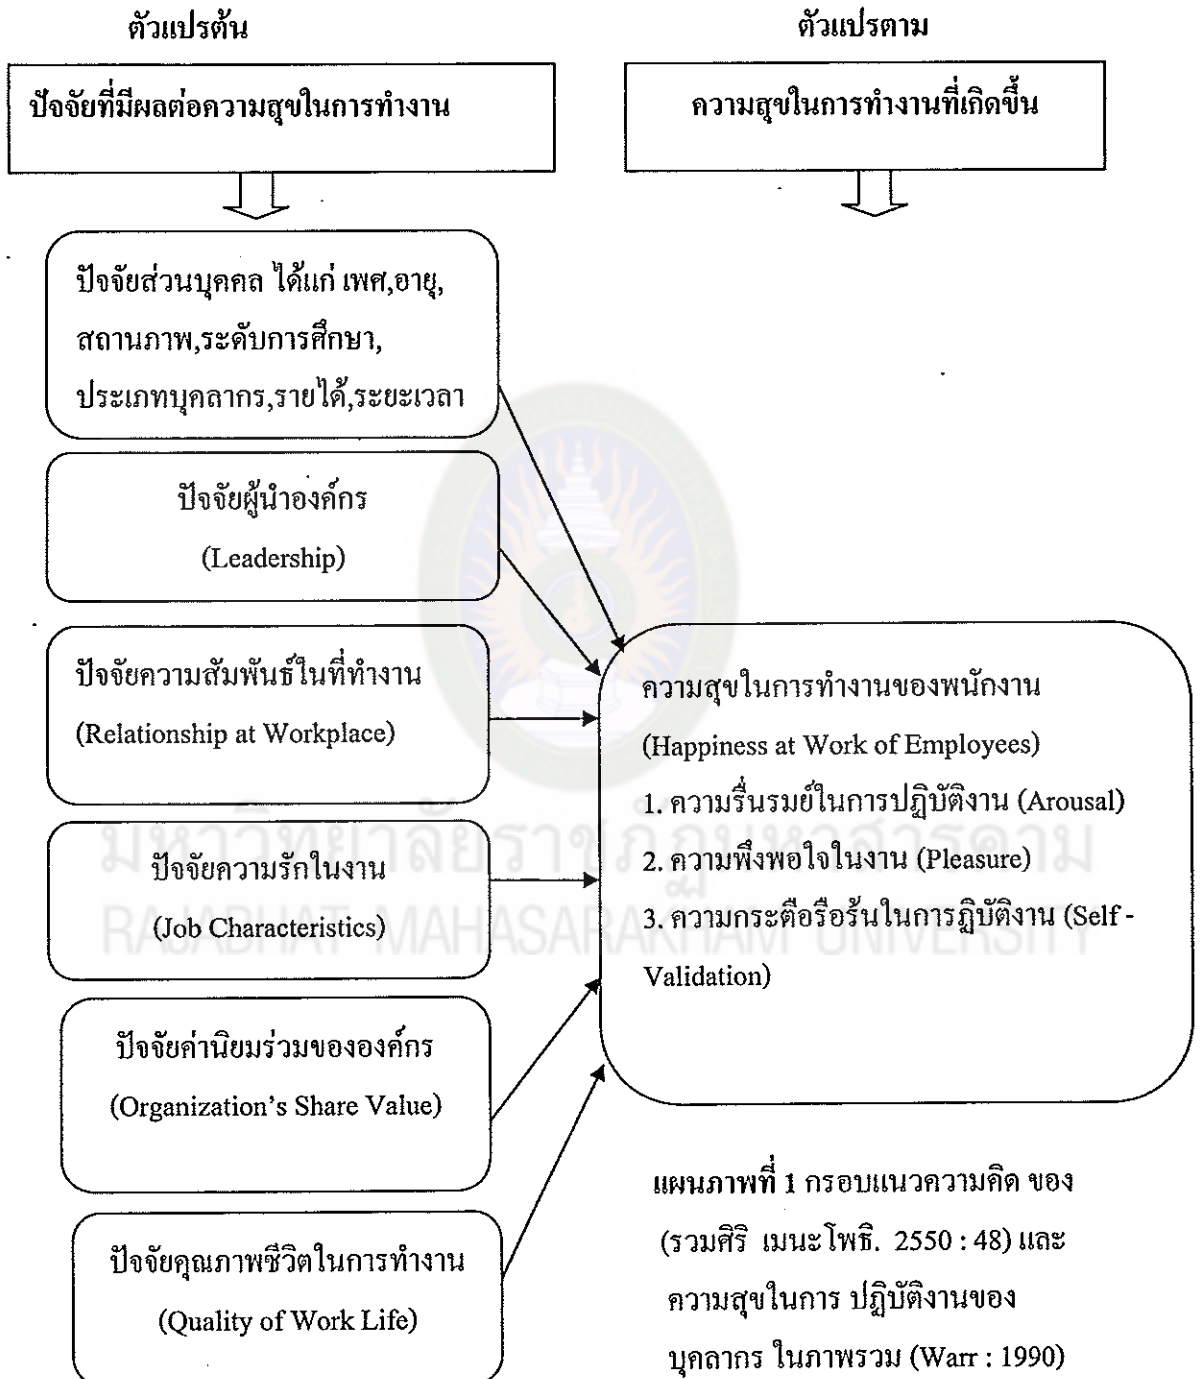 ตัวแปรต้น
ตัวแปรตาม
ปัจจัยที่มีผลต่อความสุขในการทำงาน
ความสุขในการทำงานที่เกิดขึ้น
ปัจจัยส่วนบุคคล ได้แก่ เพศ,อายุ,
สถานภาพ,ระดับการศึกษา,
ประเภทบุคลากร,รายได้,ระยะเวลา
ปัจจัยผู้นำองค์กร
(Leadership)
ปัจจัยความสัมพันธ์ในที่ทำงาน
(Relationship at Workplace)
ปัจจัยความรักในงาน
(Job Characteristics)
ปัจจัยค่านิยมร่วมขององค์กร
(Organization's Share Value)
ปัจจัยคุณภาพชีวิตในการทำงาน
(Quality of Work Life)
ความสุขในการทำงานของพนักงาน
(Happiness at Work of Employees)
1. ความรื่นรมย์ในการปฏิบัติงาน (Arousal)
2. ความพึงพอใจในงาน (Pleasure)
3. ความกระตือรือร้นในการฏิบัติงาน (Self -
Validation)
แผนภาพที่ 1 กรอบแนวความคิด ของ
(รวมศิริ เมนะโพธิ. 2550 : 48) และ
ความสุขในการ ปฏิบัติงานของ
บุคลากร ในภาพรวม (Warr : 1990)
มหาวิทยาลัยราชภัฏมหาสารคาม
RAJABHAT MAHASARAKHAM UNIVERSITY